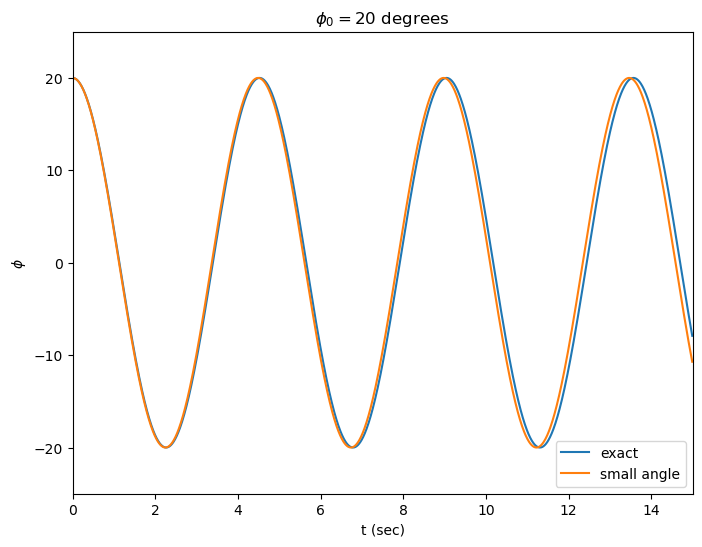 ϕ₀ = 20 degrees
20
10
0
−10
−20
ϕ
0 2 4 6 8 10 12 14
t (sec)
exact
small angle